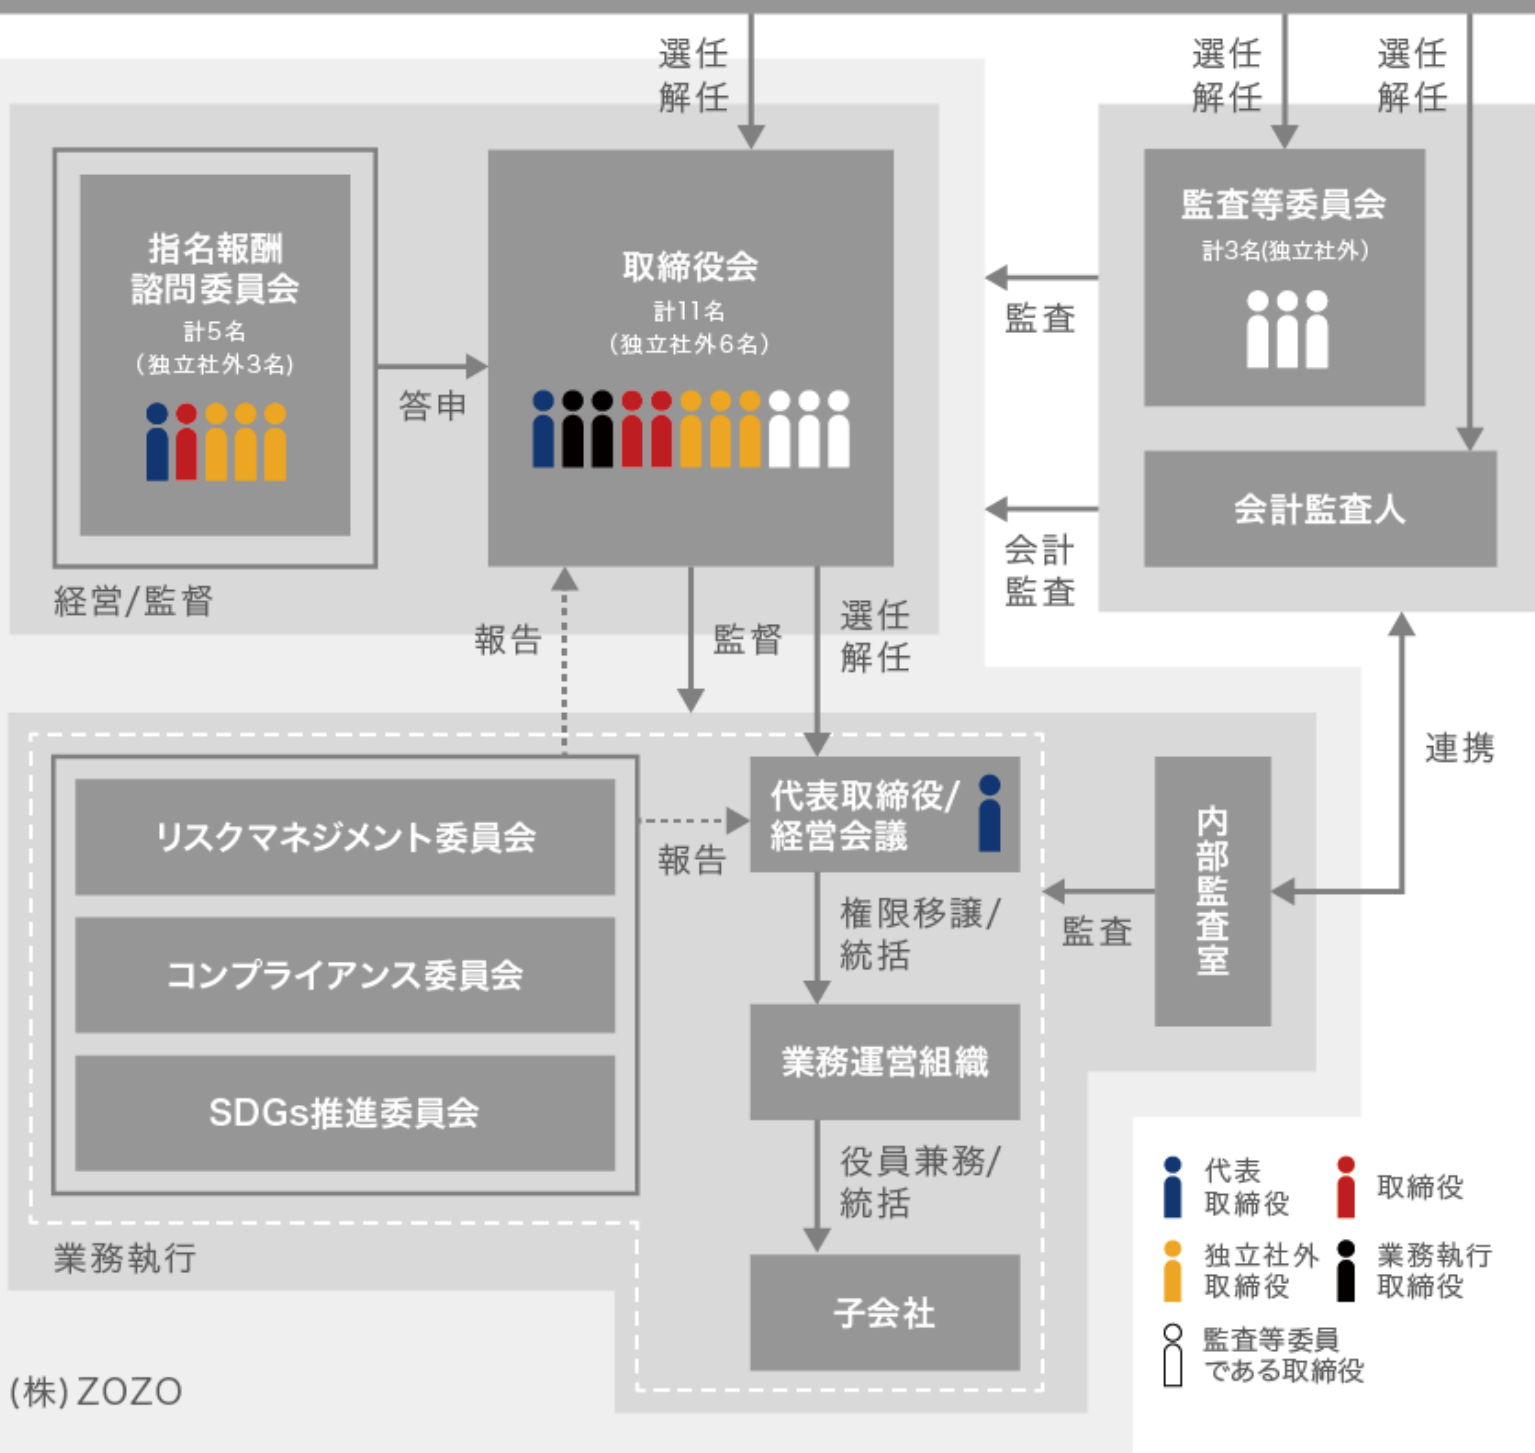 選任
解任
選任
解任
選任
解任
指名報酬
諮問委員会
計5名
(独立社外3名)
答申
取締役会
計11名
(独立社外6名)
監査等委員会
計3名(独立社外)
監査
会計監査人
会計
監査
経営/監督
報告
監督
選任
解任
連携
リスクマネジメント委員会
コンプライアンス委員会
SDGs推進委員会
報告
代表取締役/
経営会議
権限移譲/
統括
業務運営組織
役員兼務/
統括
子会社
監査
内部監査室
業務執行
(株) ZOZO
代表
取締役
取締役
独立社外
取締役
業務執行
取締役
監査等委員
である取締役